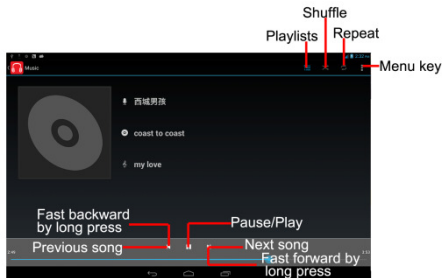 Shuffle
Playlists
Repeat
Menu key
Music
西城男孩
coast to coast
my love
Fast backward
by long press
Pause/Play
Previous song
Next song
Fast forward by
long press